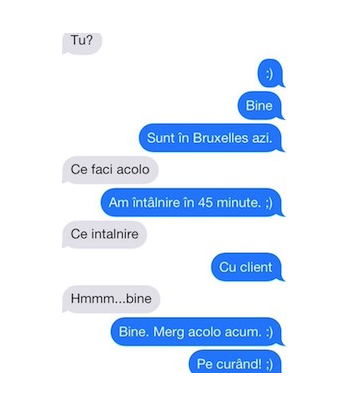 Tu?
:)
Bine
Sunt în Bruxelles azi.
Ce faci acolo
Am întâlnire în 45 minute. ;)
Ce intalnire
Cu client
Hmmm...bine
Bine. Merg acolo acum. :)
Pe curând! ;)